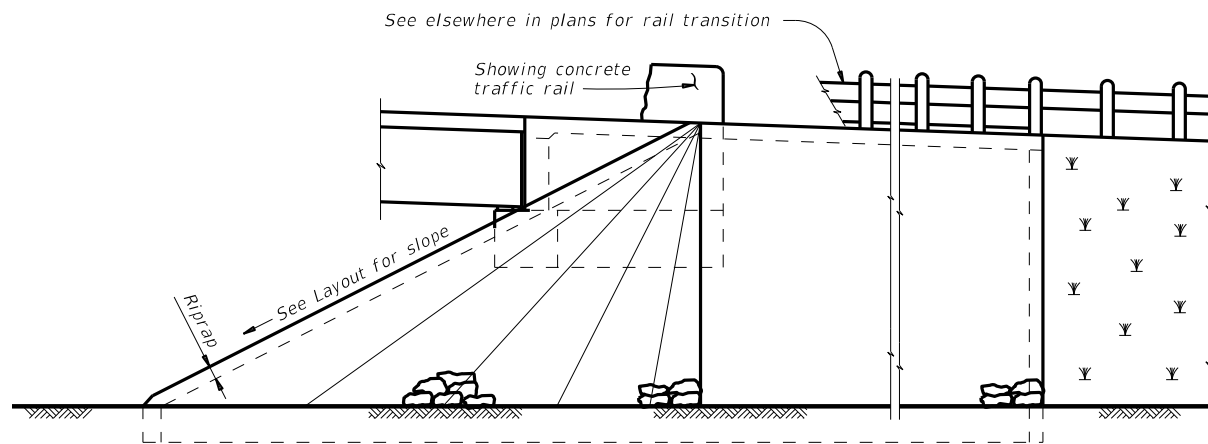 See elsewhere in plans for rail transition
Showing concrete
traffic rail
See Layout for slope
Riprap